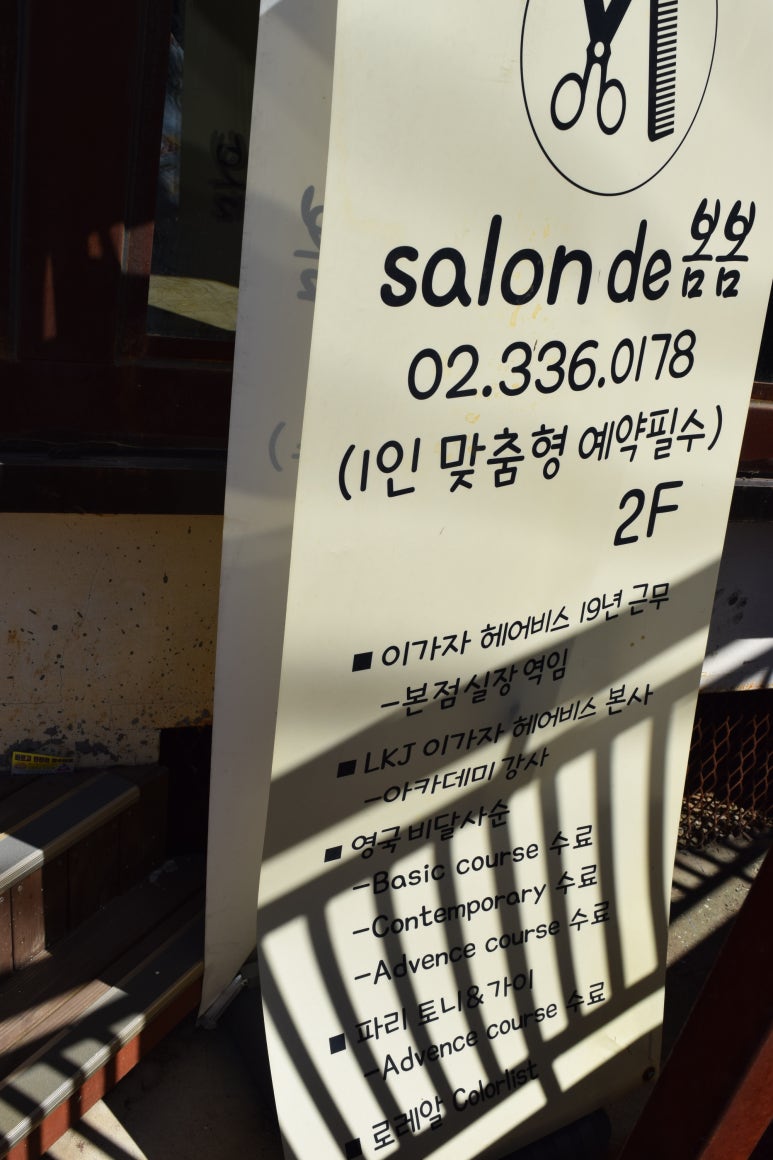 salon de 봄봄
02.336.0178
(1인 맞춤형 예약필수)
2F
■ 이가자 헤어비스 19년 근무
-본점실장 역임
■ LKJ 이가자 헤어비스 본사
-아카데미 강사
■ 영국 비달사순
-Basic course 수료
-Contemporary 수료
-Advence course 수료
■ 파리 토니&가이
-Advence course 수료
■ 로레알 Colorlist